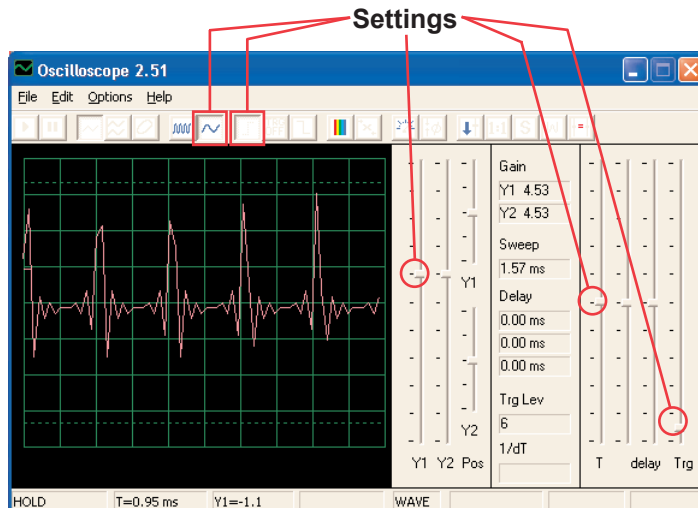 Settings
Oscilloscope 2.51
File Edit Options Help
Gain
Y1 4.53
Y2 4.53
Sweep
1.57 ms
Y1
Delay
0.00 ms
0.00 ms
0.00 ms
Trg Lev
6
Y2
1/dT
Y1 Y2 Pos T delay Trg
HOLD T=0.95 ms Y1=-1.1 WAVE